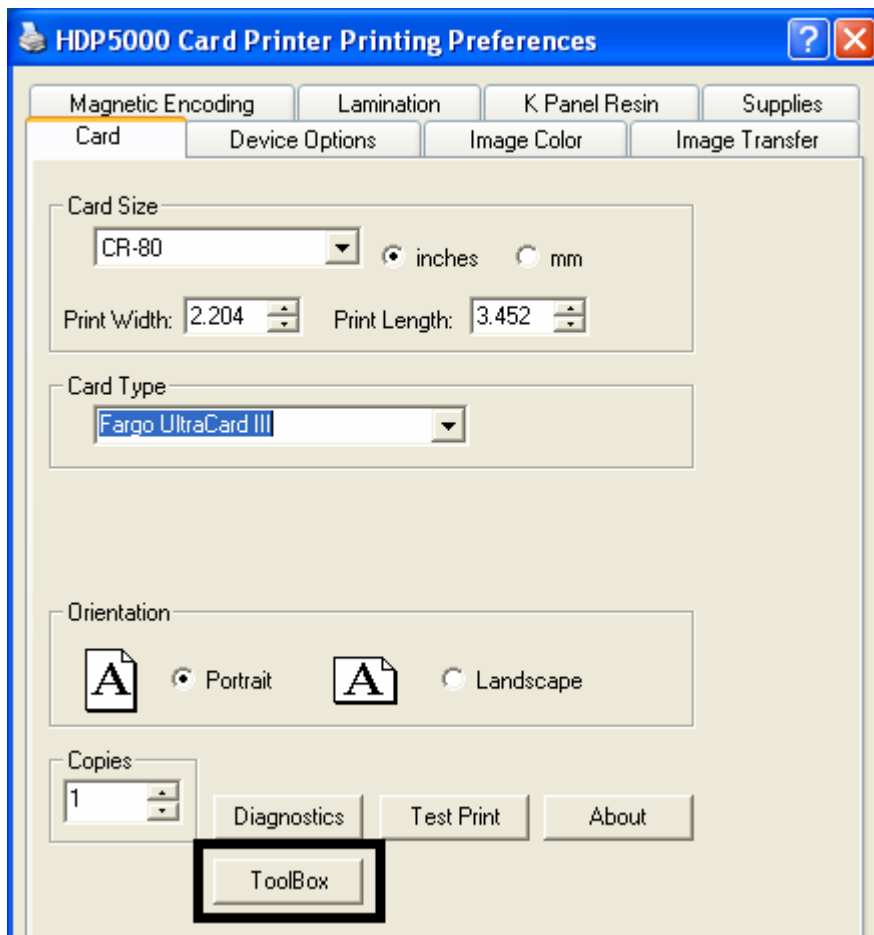 HDP5000 Card Printer Printing Preferences
Magnetic Encoding Lamination K Panel Resin Supplies
Card Device Options Image Color Image Transfer
Card Size
CR-80 inches mm
Print Width: 2.204 Print Length: 3.452
Card Type
Fargo UltraCard III
Orientation
A Portrait A Landscape
Copies
1 Diagnostics Test Print About
ToolBox